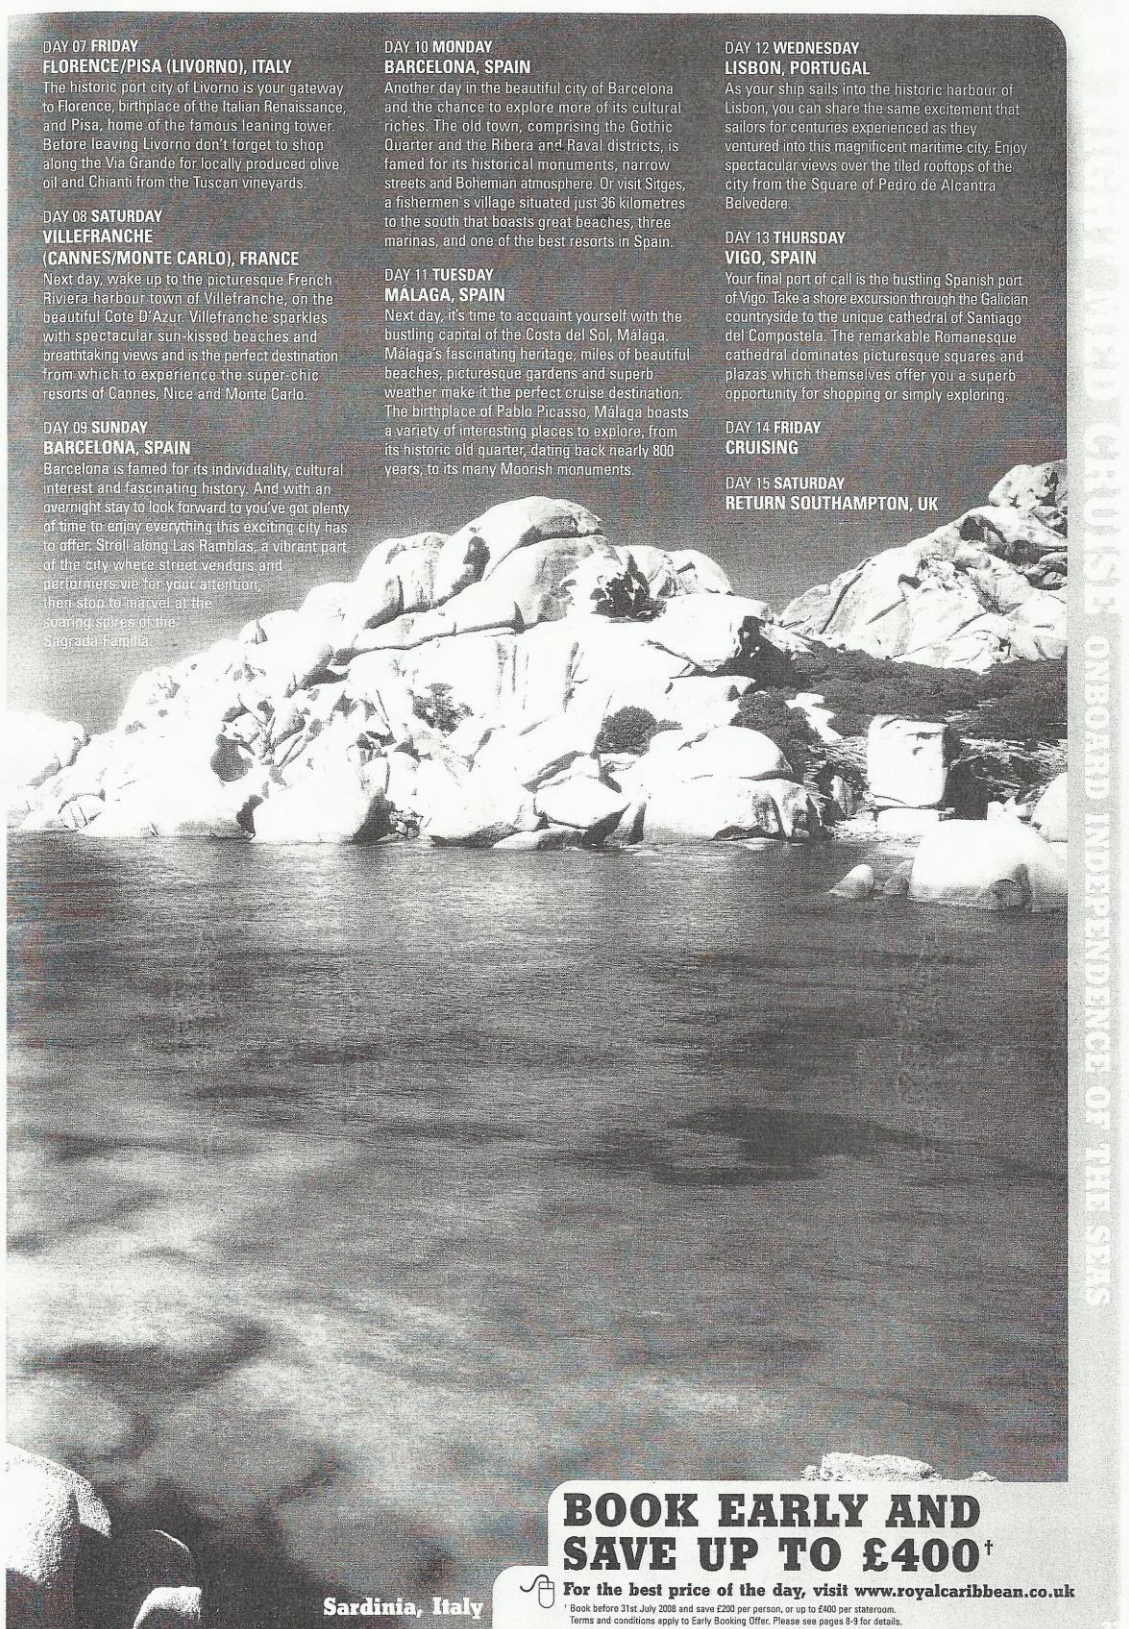 DAY 07 FRIDAY
FLORENCE/PISA (LIVORNO), ITALY
The historic port city of Livorno is your gateway
to Florence, birthplace of the Italian Renaissance,
and Pisa, home of the famous leaning tower.
Before leaving Livorno don't forget to shop
along the Via Grande for locally produced olive
oil and Chianti from the Tuscan vineyards.
DAY 08 SATURDAY
VILLEFRANCHE
(CANNES/MONTE CARLO), FRANCE
Next day, wake up to the picturesque French
Riviera harbour town of Villefranche, on the
beautiful Cote D'Azur. Villefranche sparkles
with spectacular sun-kissed beaches and
breathtaking views and is the perfect destination
from which to experience the super-chic
resorts of Cannes, Nice and Monte Carlo.
DAY 09 SUNDAY
BARCELONA, SPAIN
Barcelona is famed for its individuality, cultural
interest and fascinating history. And with an
overnight stay to look forward to you've got plenty
of time to enjoy everything this exciting city has
to offer. Stroll along Las Ramblas, a vibrant part
of the city where street vendors and
performers vie for your attention,
then stop to marvel at the
soaring spires of the
Sagrada Familia.
DAY 10 MONDAY
BARCELONA, SPAIN
Another day in the beautiful city of Barcelona
and the chance to explore more of its cultural
riches. The old town, comprising the Gothic
Quarter and the Ribera and Raval districts, is
famed for its historical monuments, narrow
streets and Bohemian atmosphere. Or visit Sitges,
a fishermen's village situated just 36 kilometres
to the south that boasts great beaches, three
marinas, and one of the best resorts in Spain.
DAY 11 TUESDAY
MÁLAGA, SPAIN
Next day, it's time to acquaint yourself with the
bustling capital of the Costa del Sol, Málaga.
Málaga's fascinating heritage, miles of beautiful
beaches, picturesque gardens and superb
weather make it the perfect cruise destination.
The birthplace of Pablo Picasso, Málaga boasts
a variety of interesting places to explore, from
its historic old quarter, dating back nearly 800
years, to its many Moorish monuments.
DAY 12 WEDNESDAY
LISBON, PORTUGAL
As your ship sails into the historic harbour of
Lisbon, you can share the same excitement that
sailors for centuries experienced as they
ventured into this magnificent maritime city. Enjoy
spectacular views over the tiled rooftops of the
city from the Square of Pedro de Alcantra
Belvedere.
DAY 13 THURSDAY
VIGO, SPAIN
Your final port of call is the bustling Spanish port
of Vigo. Take a shore excursion through the Galician
countryside to the unique cathedral of Santiago
del Compostela. The remarkable Romanesque
cathedral dominates picturesque squares and
plazas which themselves offer you a superb
opportunity for shopping or simply exploring.
DAY 14 FRIDAY
CRUISING
DAY 15 SATURDAY
RETURN SOUTHAMPTON, UK
CRUISE ONBOARD INDEPENDENCE OF THE SEAS
BOOK EARLY AND
SAVE UP TO £400†
For the best price of the day, visit www.royalcaribbean.co.uk
† Book before 31st July 2008 and save £200 per person, or up to £400 per stateroom.
Terms and conditions apply to Early Booking Offer. Please see pages 8-9 for details.
Sardinia, Italy